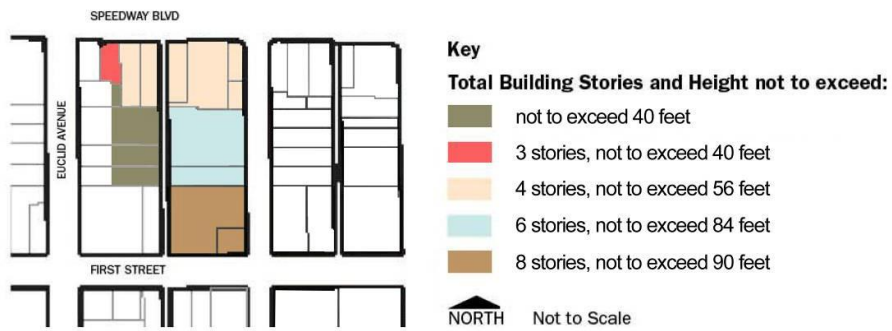 SPEEDWAY BLVD
EUCLID AVENUE
FIRST STREET
Key
Total Building Stories and Height not to exceed:
not to exceed 40 feet
3 stories, not to exceed 40 feet
4 stories, not to exceed 56 feet
6 stories, not to exceed 84 feet
8 stories, not to exceed 90 feet
NORTH Not to Scale